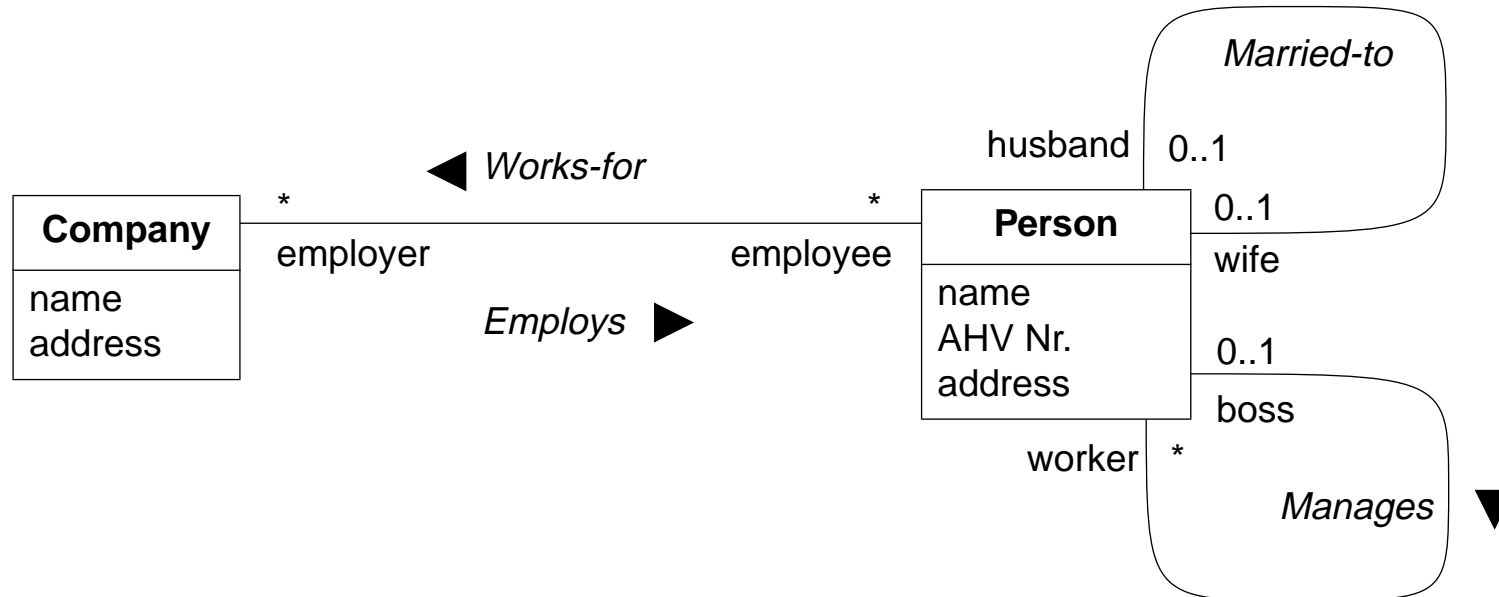 Married-to
husband 0..1
Works-for
* *
Company Person 0..1
employer employee wife
name name
Employs
address AHV Nr. 0..1
address
boss
worker *
Manages